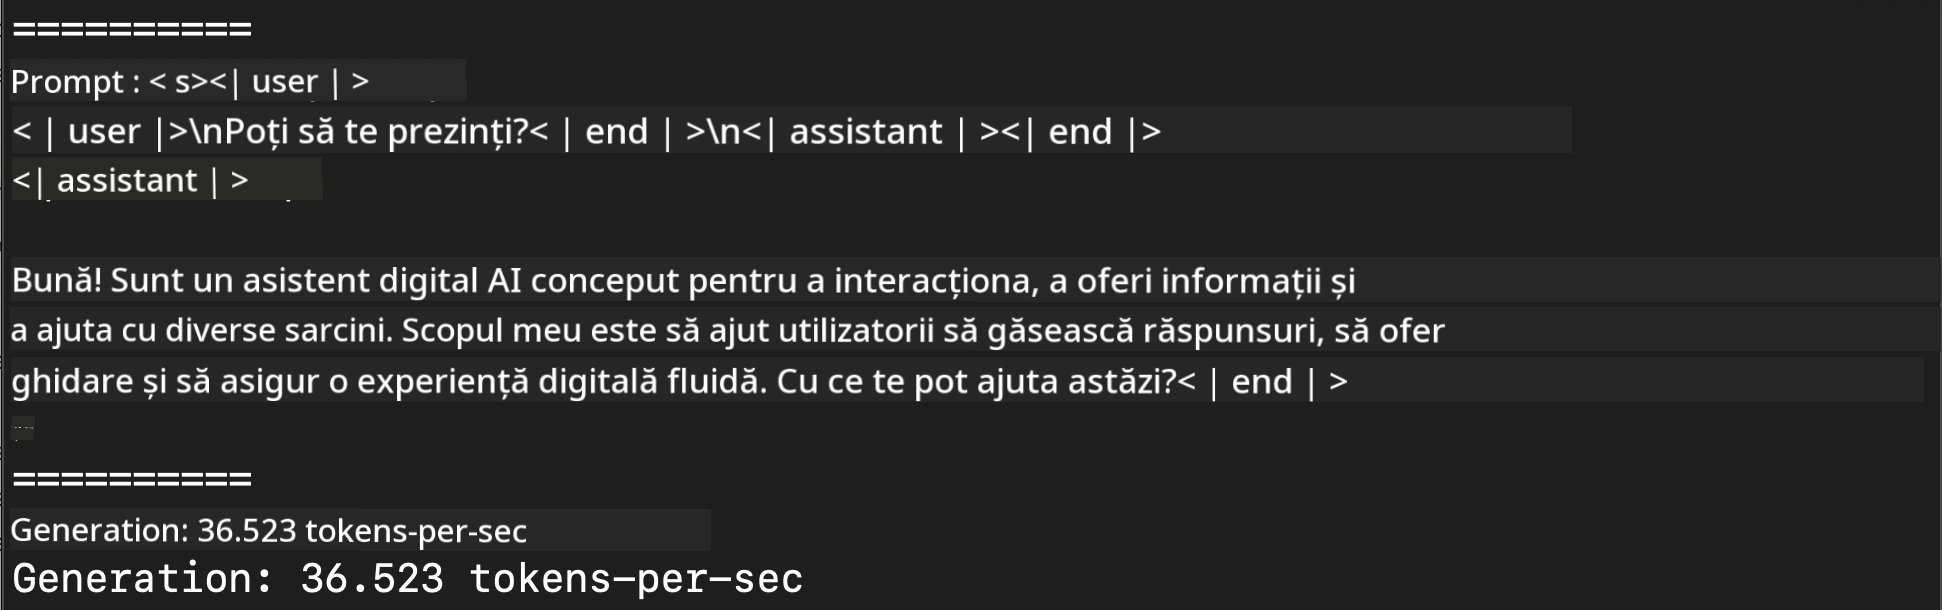 ==========
Prompt : < s><| user | >
< | user |>\nPoți să te prezinți?< | end | >\n<| assistant | ><| end |>
<| assistant | >
Bună! Sunt un asistent digital AI conceput pentru a interacționa, a oferi informații și
a ajuta cu diverse sarcini. Scopul meu este să ajut utilizatorii să găsească răspunsuri, să ofer
ghidare și să asigur o experiență digitală fluidă. Cu ce te pot ajuta astăzi?< | end | >
==========
Generation: 36.523 tokens-per-sec
Generation: 36.523 tokens-per-sec